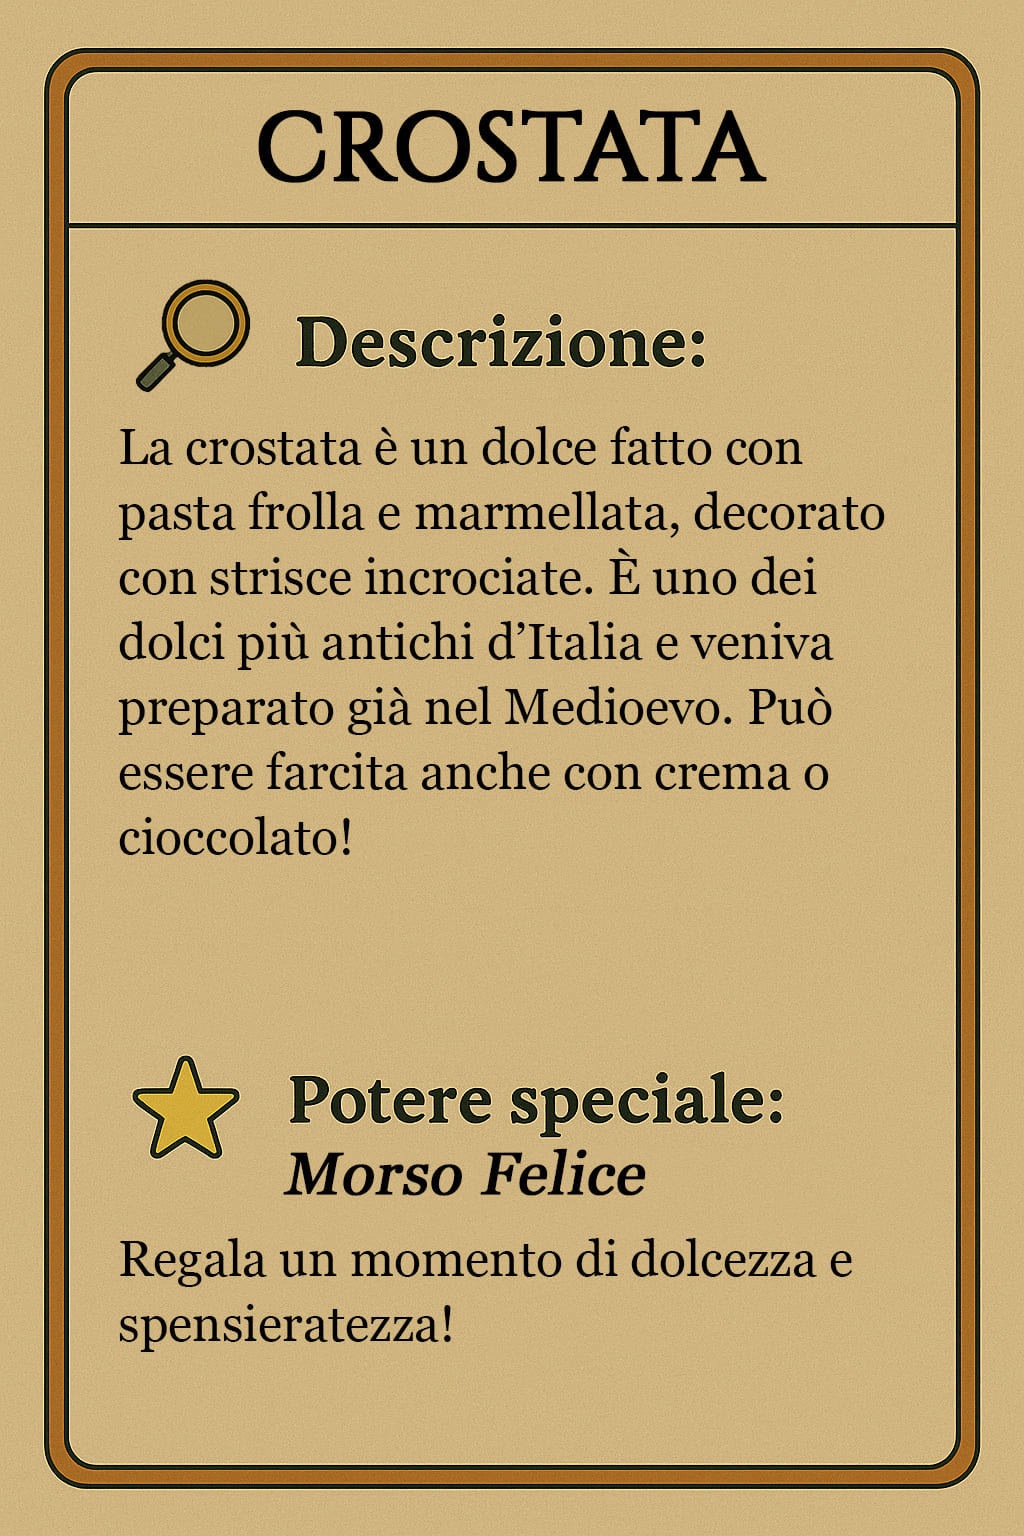 CROSTATA
Descrizione:
La crostata è un dolce fatto con
pasta frolla e marmellata, decorato
con strisce incrociate. È uno dei
dolci più antichi d’Italia e veniva
preparato già nel Medioevo. Può
essere farcita anche con crema o
cioccolato!
Potere speciale:
Morso Felice
Regala un momento di dolcezza e
spensieratezza!